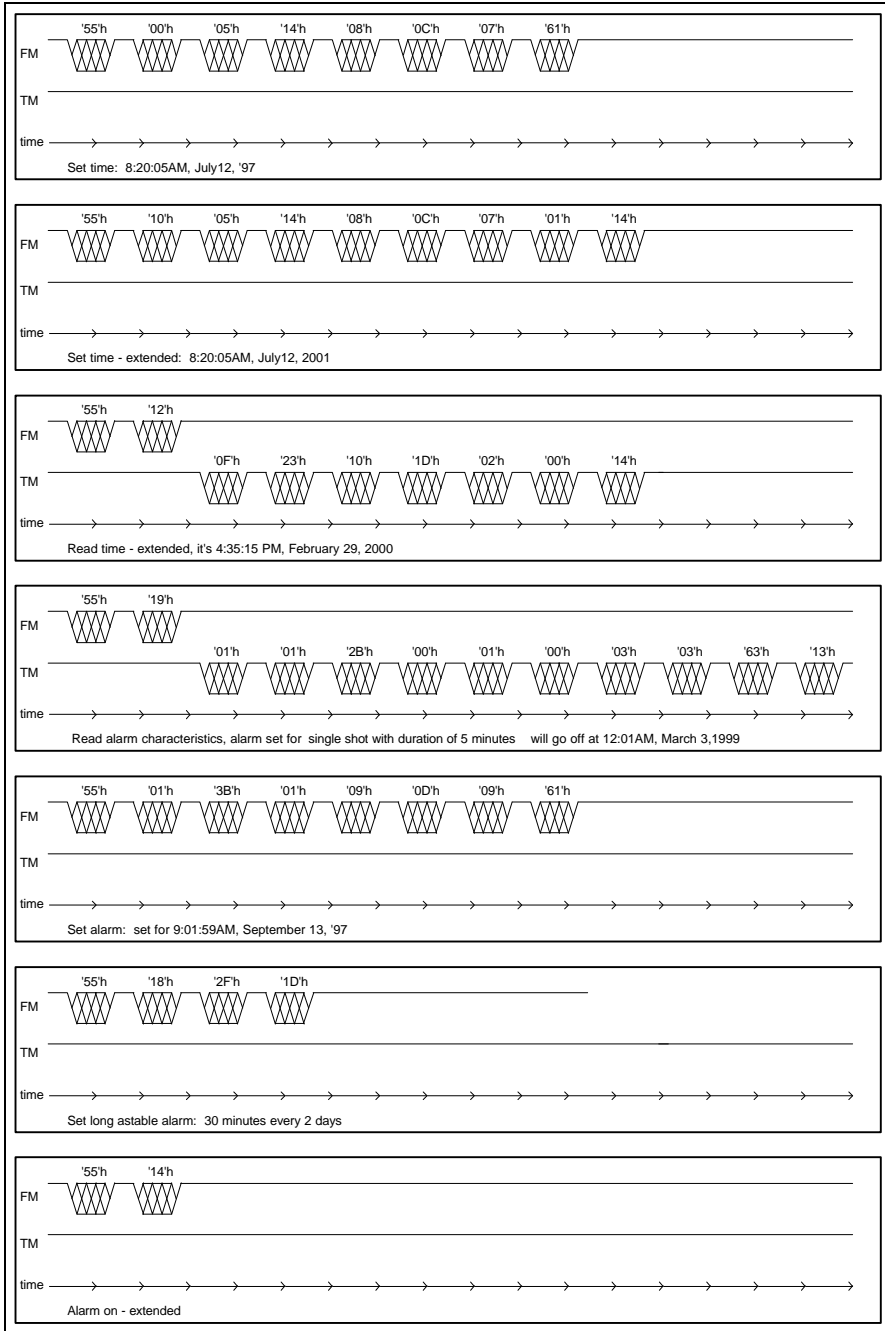 '55'h '00'h '05'h '14'h '08'h '0C'h '07'h '61'h
FM
TM
time
Set time: 8:20:05AM, July12, '97
'55'h '10'h '05'h '14'h '08'h '0C'h '07'h '01'h '14'h
FM
TM
time
Set time - extended: 8:20:05AM, July12, 2001
'55'h '12'h
FM
'0F'h '23'h '10'h '1D'h '02'h '00'h '14'h
TM
time
Read time - extended, it's 4:35:15 PM, February 29, 2000
'55'h '19'h
FM
'01'h '01'h '2B'h '00'h '01'h '00'h '03'h '03'h '63'h '13'h
TM
time
Read alarm characteristics, alarm set for single shot with duration of 5 minutes will go off at 12:01AM, March 3,1999
'55'h '01'h '3B'h '01'h '09'h '0D'h '09'h '61'h
FM
TM
time
Set alarm: set for 9:01:59AM, September 13, '97
'55'h '18'h '2F'h '1D'h
FM
TM
time
Set long astable alarm: 30 minutes every 2 days
'55'h '14'h
FM
TM
time
Alarm on - extended